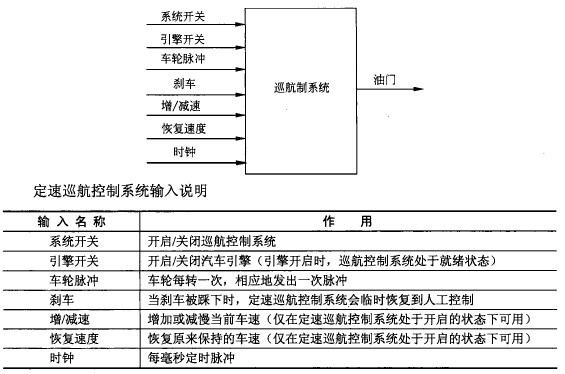 系统开关
引擎开关
车轮脉冲
刹车
增/减速
恢复速度
时钟
巡航制系统
油门
定速巡航控制系统输入说明
输入名称 作用
系统开关 开启/关闭巡航控制系统
引擎开关 开启/关闭汽车引擎（引擎开启时，巡航控制系统处于就绪状态）
车轮脉冲 车轮每转一次，相应地发出一次脉冲
刹车 当刹车被踩下时，定速巡航控制系统会临时恢复到人工控制
增/减速 增加或减慢当前车速（仅在定速巡航控制系统处于开启的状态下可用）
恢复速度 恢复原来保持的车速（仅在定速巡航控制系统处于开启的状态下可用）
时钟 每毫秒定时脉冲